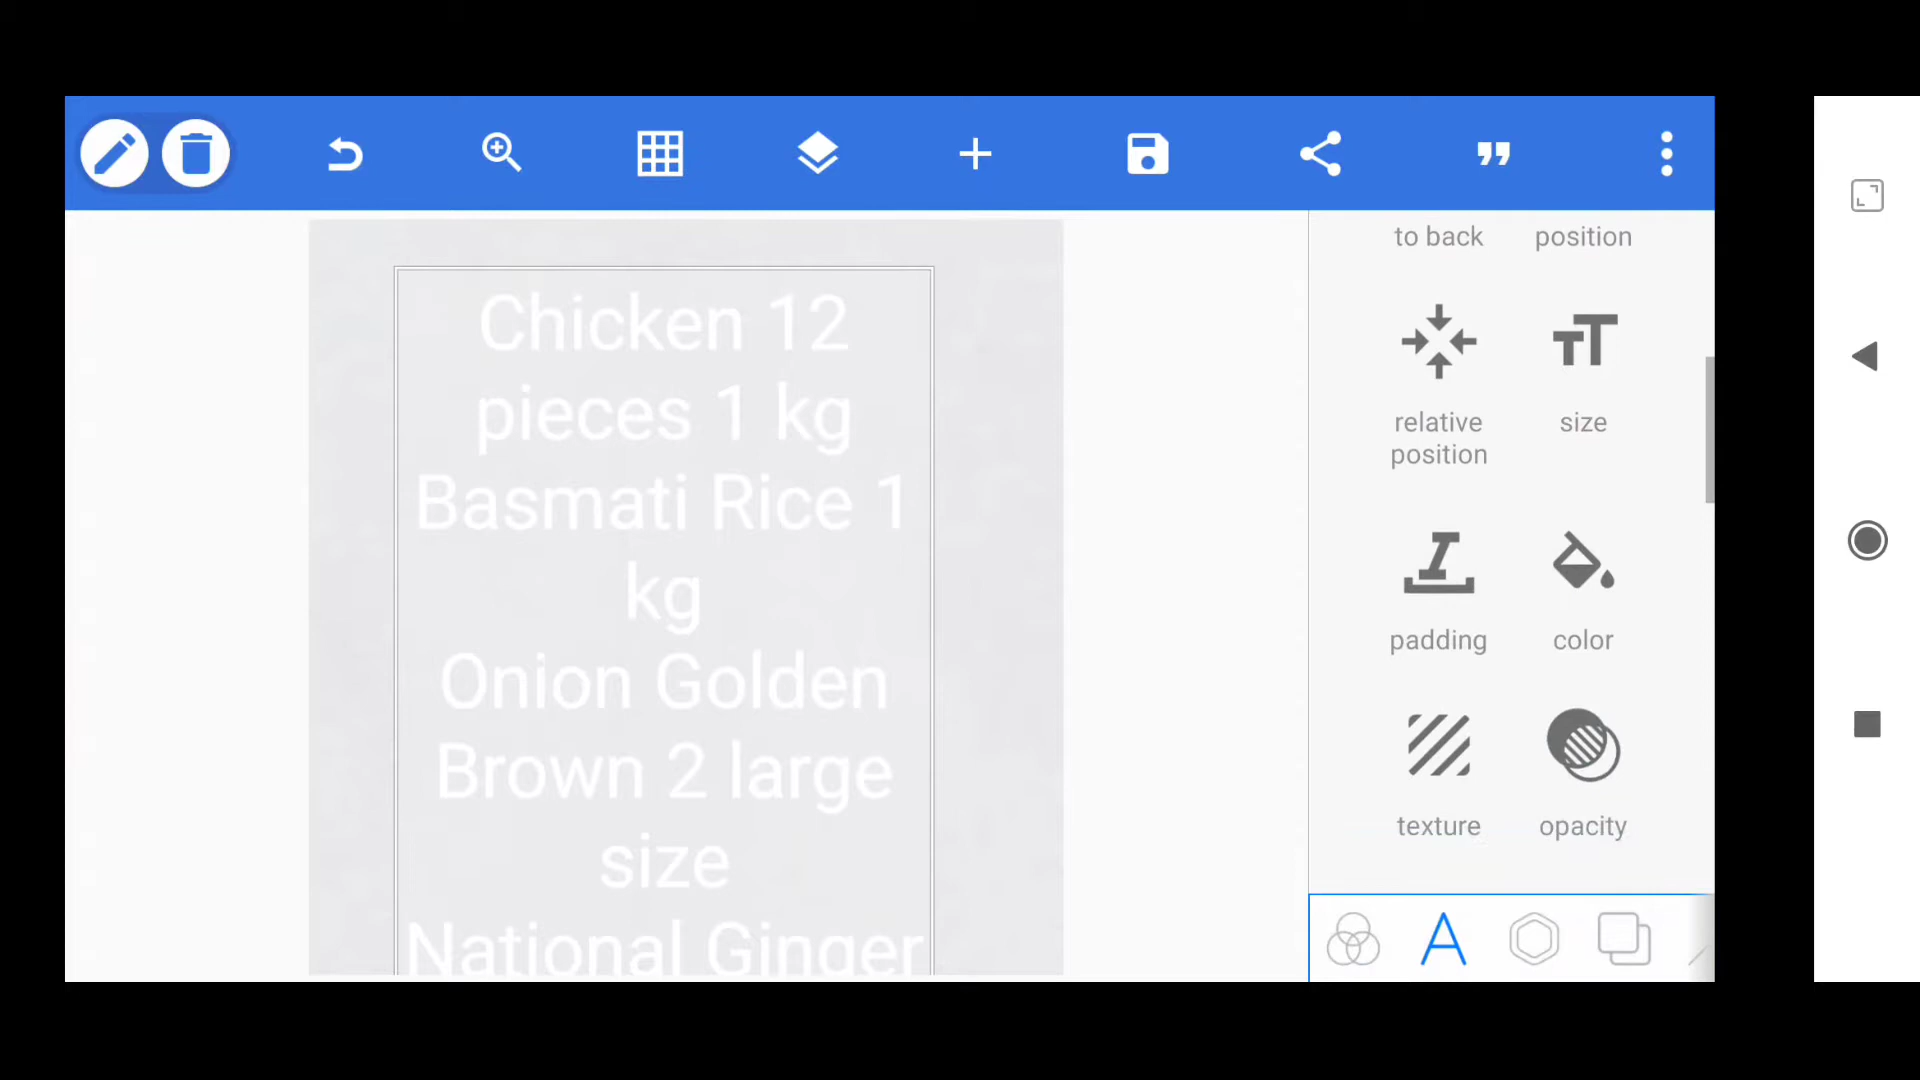 Chicken 12
pieces 1 kg
Basmati Rice 1
kg
Onion Golden
Brown 2 large
size
National Ginger
to back
position
relative
position
size
padding
color
texture
opacity